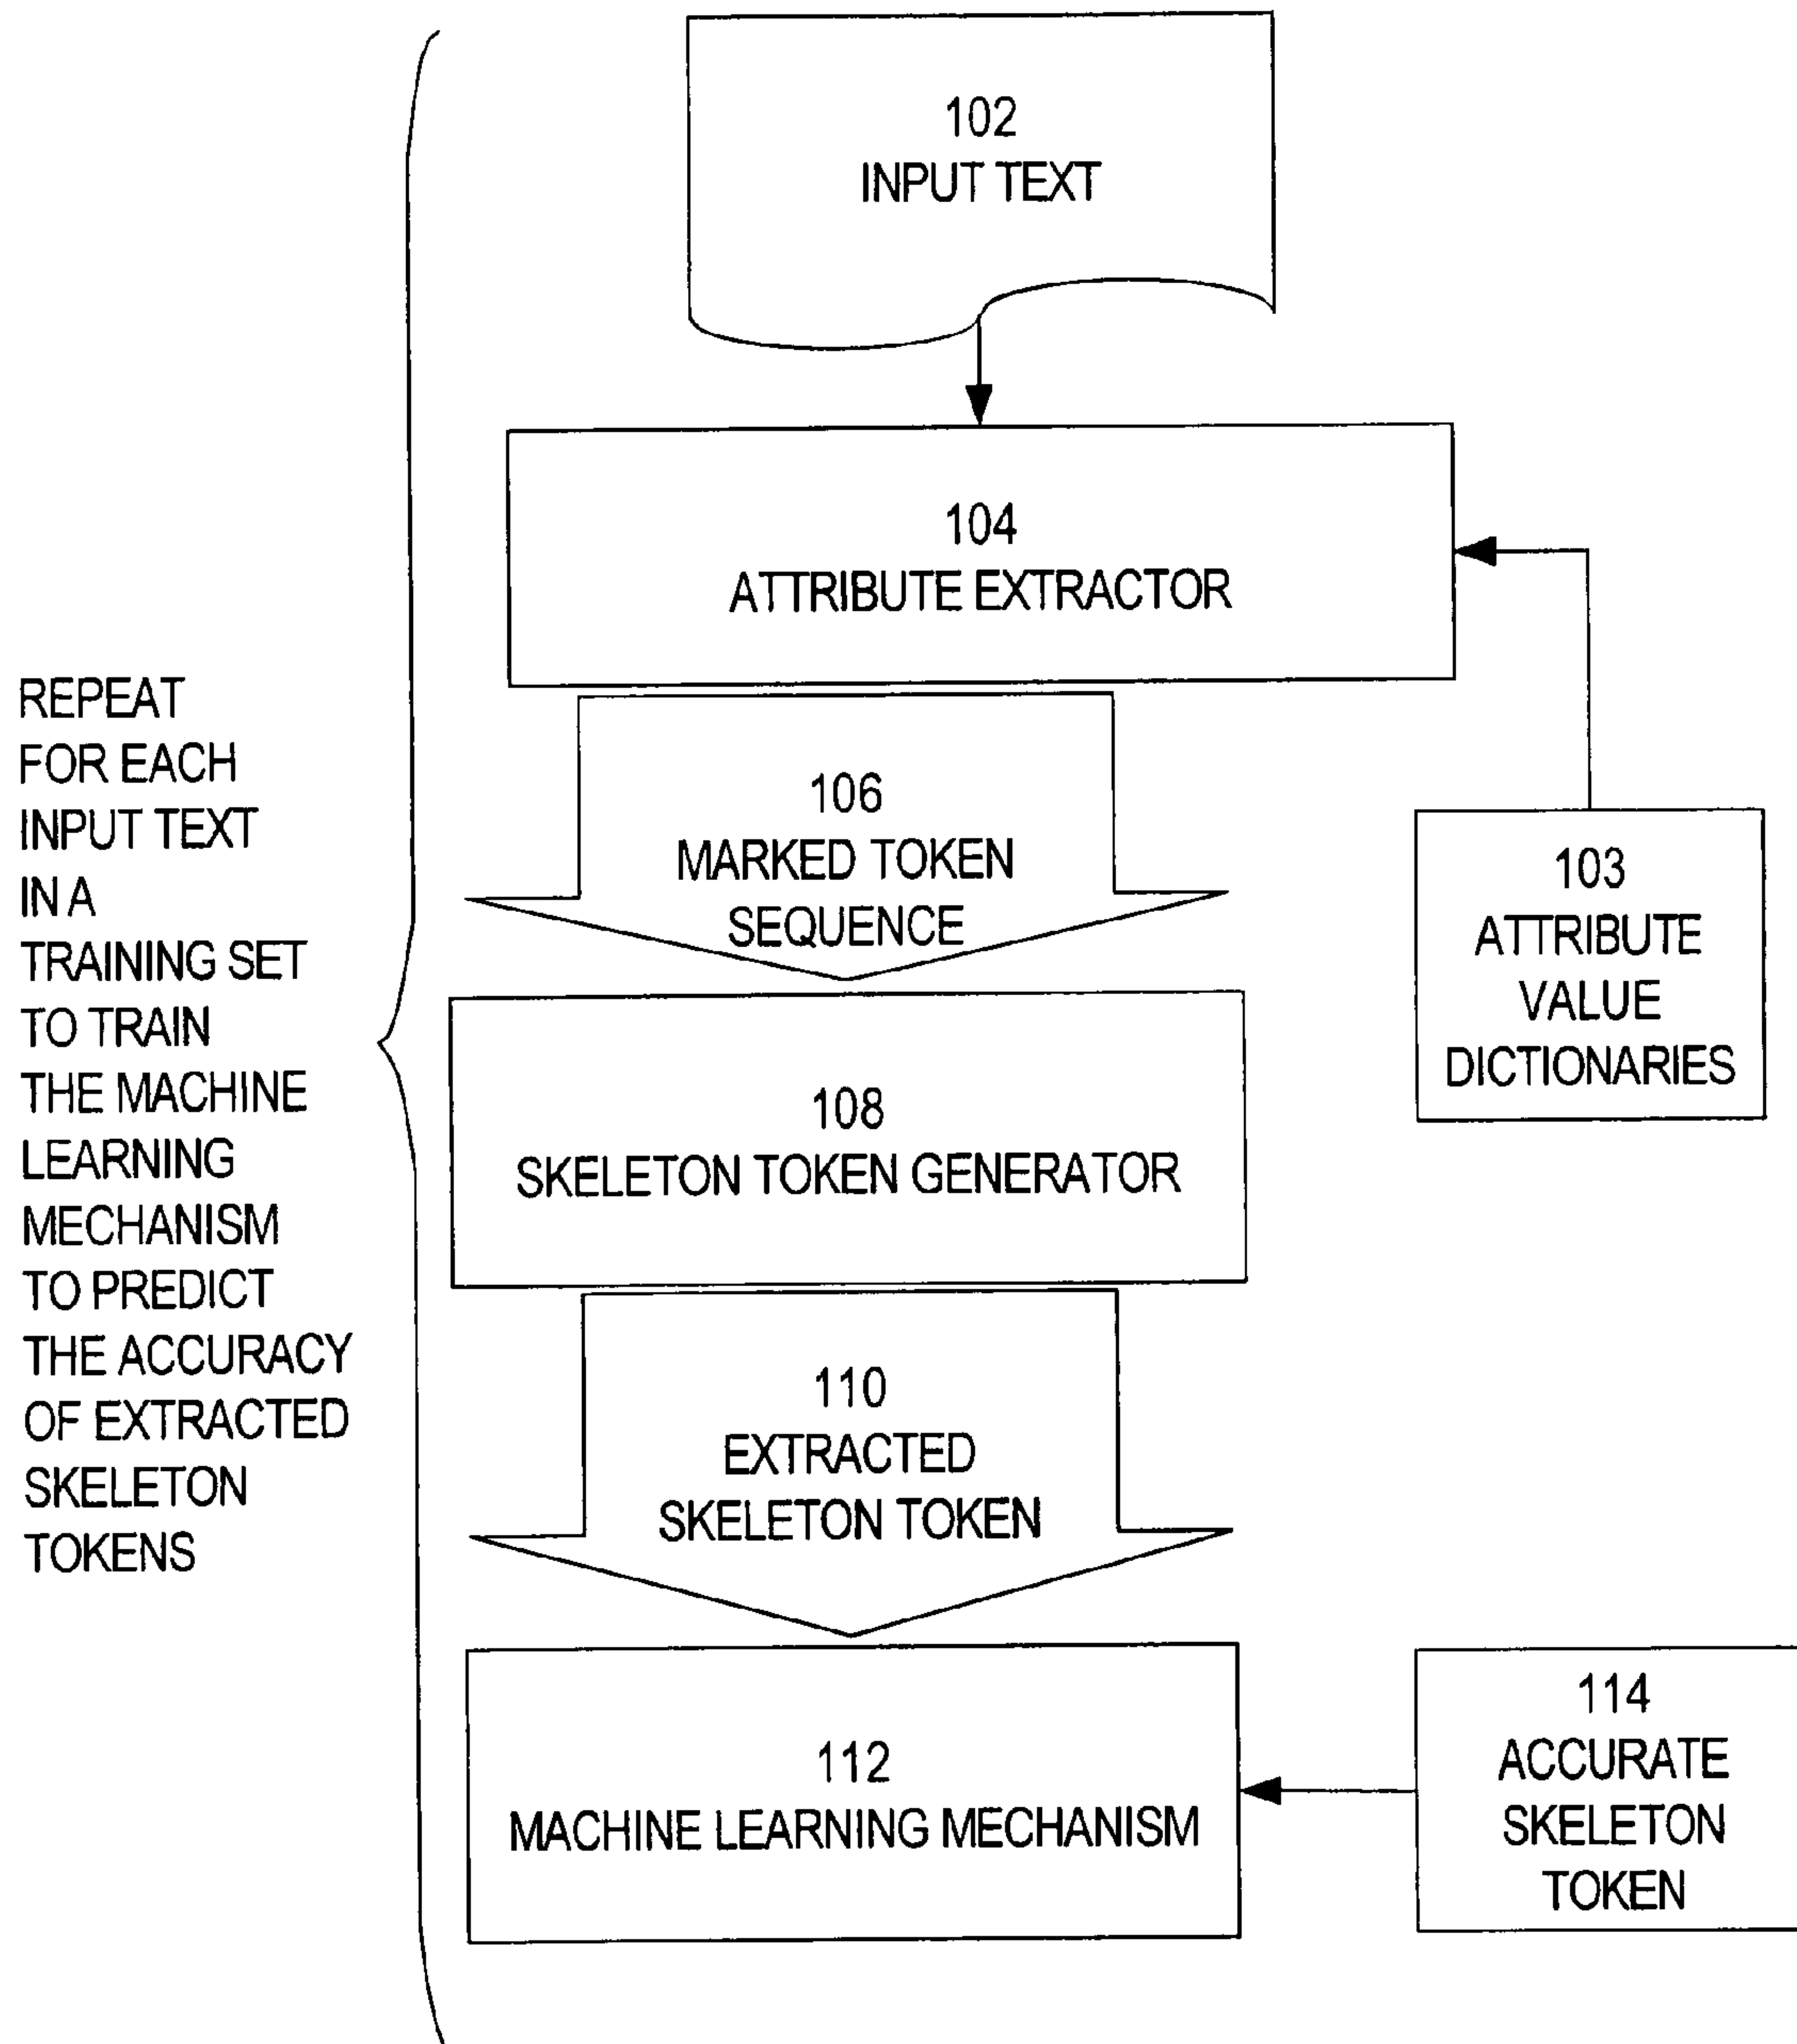 102
INPUT TEXT
104
ATTRIBUTE EXTRACTOR
REPEAT
FOR EACH
INPUT TEXT
IN A
TRAINING SET
TO TRAIN
THE MACHINE
LEARNING
MECHANISM
TO PREDICT
THE ACCURACY
OF EXTRACTED
SKELETON
TOKENS
106
MARKED TOKEN
SEQUENCE
103
ATTRIBUTE
VALUE
DICTIONARIES
108
SKELETON TOKEN GENERATOR
110
EXTRACTED
SKELETON TOKEN
112
MACHINE LEARNING MECHANISM
114
ACCURATE
SKELETON
TOKEN